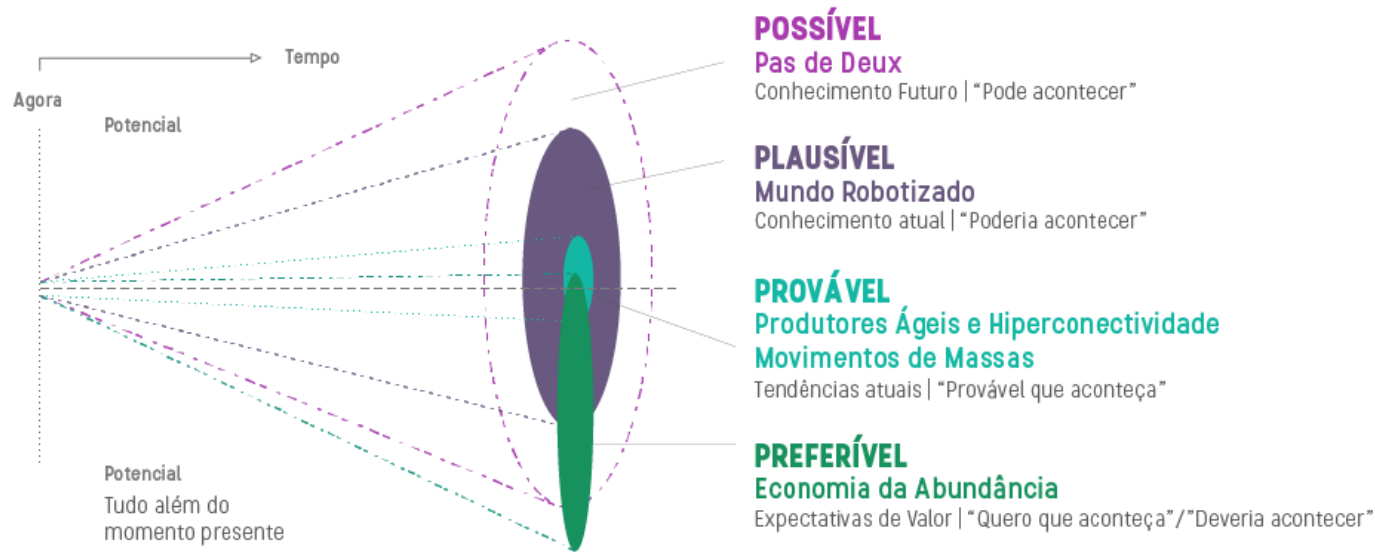 Tempo
Agora
Potencial
Potencial
Tudo além do
momento presente
POSSÍVEL
Pas de Deux
Conhecimento Futuro | “Pode acontecer”
PLAUSÍVEL
Mundo Robotizado
Conhecimento atual | “Poderia acontecer”
PROVÁVEL
Produtores Ágeis e Hiperconectividade
Movimentos de Massas
Tendências atuais | “Provável que aconteça”
PREFERÍVEL
Economia da Abundância
Expectativas de Valor | “Quero que aconteça”/”Deveria acontecer”